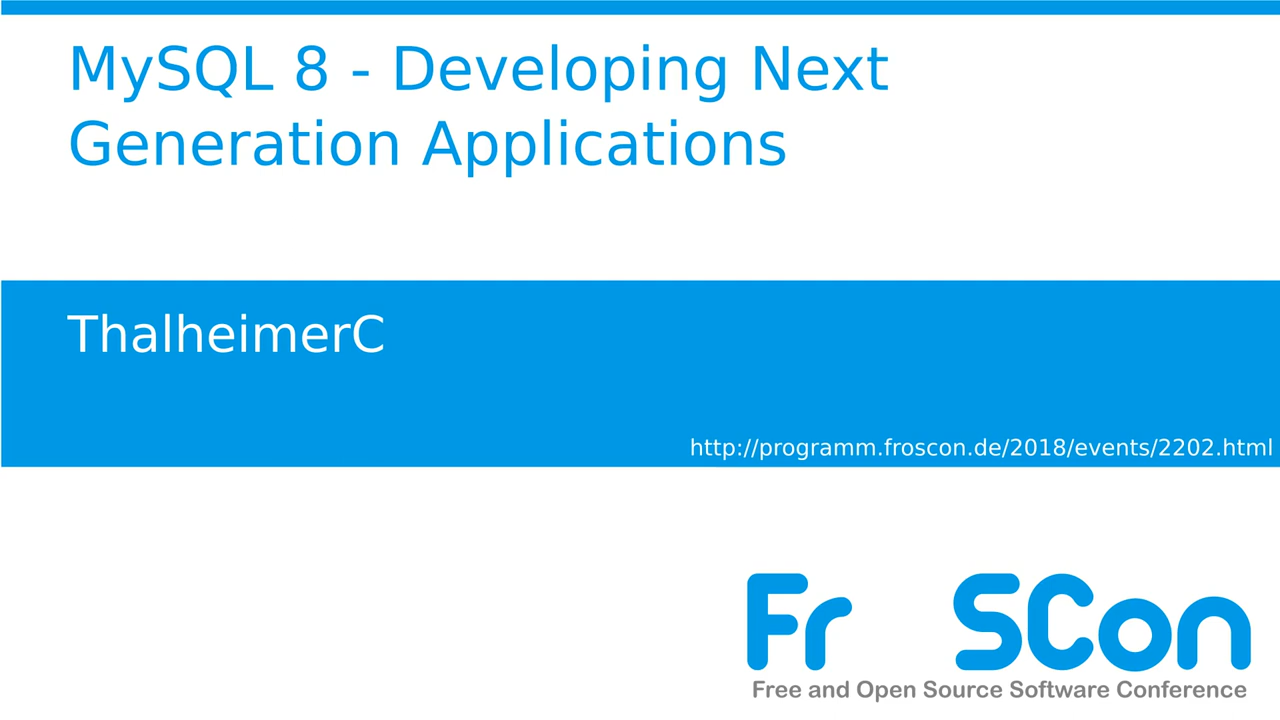 MySQL 8 - Developing Next
Generation Applications
ThalheimerC
http://programm.froscon.de/2018/events/2202.html
Fr SCon
Free and Open Source Software Conference